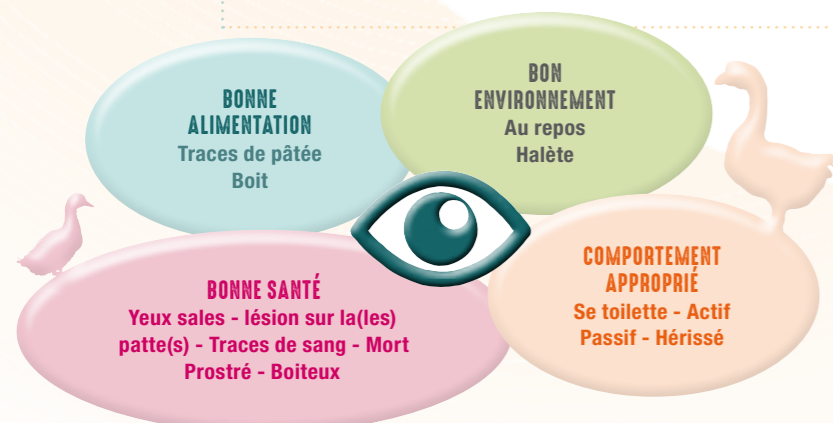 BONNE
ALIMENTATION
Traces de pâtée
Boit
BON
ENVIRONNEMENT
Au repos
Halète
BONNE SANTÉ
Yeux sales - lésion sur la(les)
patte(s) - Traces de sang - Mort
Prostré - Boiteux
COMPORTEMENT
APPROPRIÉ
Se toilette - Actif
Passif - Hérissé